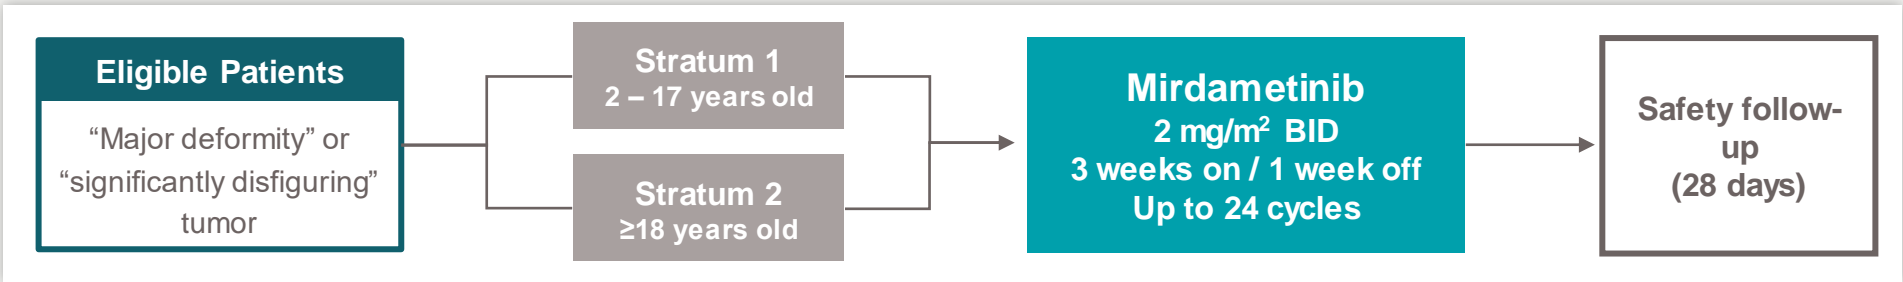 Eligible Patients
“Major deformity” or
“significantly disfiguring”
tumor
Stratum 1
2 – 17 years old
Stratum 2
≥18 years old
Mirdametinib
2 mg/m² BID
3 weeks on / 1 week off
Up to 24 cycles
Safety follow-
up
(28 days)